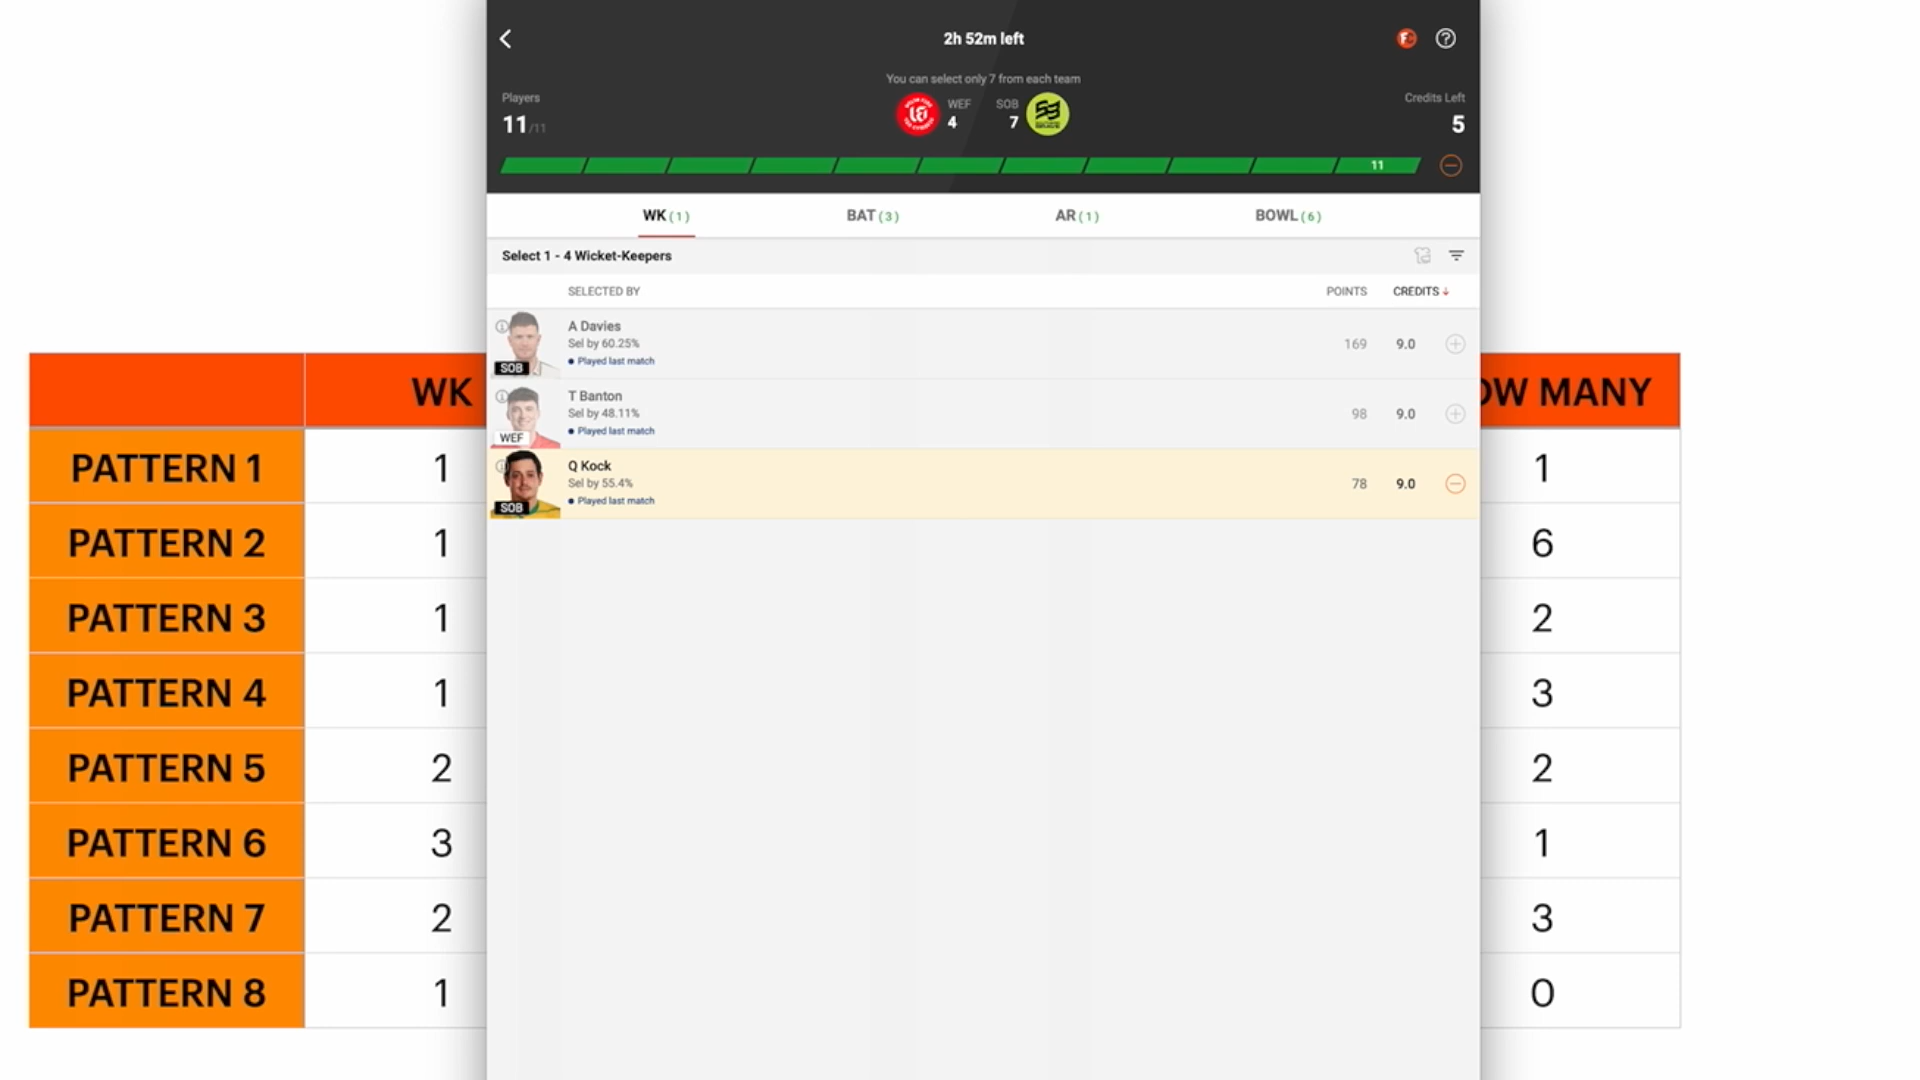 2h 52m left
You can select only 7 from each team
Players
11/11
WEF
4
SOB
7
Credits Left
5
11
WK (1)
BAT (3)
AR (1)
BOWL (6)
Select 1 - 4 Wicket-Keepers
SELECTED BY
POINTS
CREDITS
A Davies
Sel by 60.25%
Played last match
SOB
169
9.0
T Banton
Sel by 48.11%
Played last match
WEF
98
9.0
Q Kock
Sel by 55.4%
Played last match
SOB
78
9.0
WK
OW MANY
PATTERN 1
1
1
PATTERN 2
1
6
PATTERN 3
1
2
PATTERN 4
1
3
PATTERN 5
2
2
PATTERN 6
3
1
PATTERN 7
2
3
PATTERN 8
1
0